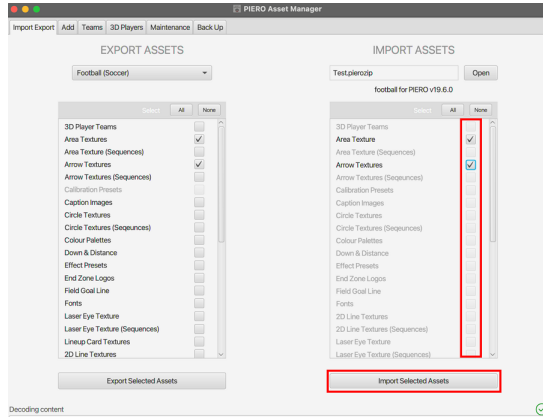 PIERO Asset Manager
Import Export Add Teams 3D Players Maintenance Back Up
EXPORT ASSETS
Football (Soccer)
Select All None
3D Player Teams
Area Textures
Area Texture (Sequences)
Arrow Textures
Arrow Textures (Sequences)
Calibration Presets
Caption Images
Circle Textures
Circle Textures (Seqeunces)
Colour Palettes
Down & Distance
Effect Presets
End Zone Logos
Field Goal Line
Fonts
Laser Eye Texture
Laser Eye Texture (Sequences)
Lineup Card Textures
2D Line Textures
Export Selected Assets
IMPORT ASSETS
Test.pierozip Open
football for PIERO v19.6.0
Select All None
3D Player Teams
Area Texture
Area Texture (Sequences)
Arrow Textures
Arrow Textures (Sequences)
Calibration Presets
Caption Images
Circle Textures
Circle Textures (Seqeunces)
Colour Palettes
Down & Distance
Effect Presets
End Zone Logos
Field Goal Line
Fonts
2D Line Textures
2D Line Textures (Sequences)
Laser Eye Texture
Laser Eye Texture (Sequences)
Import Selected Assets
Decoding content